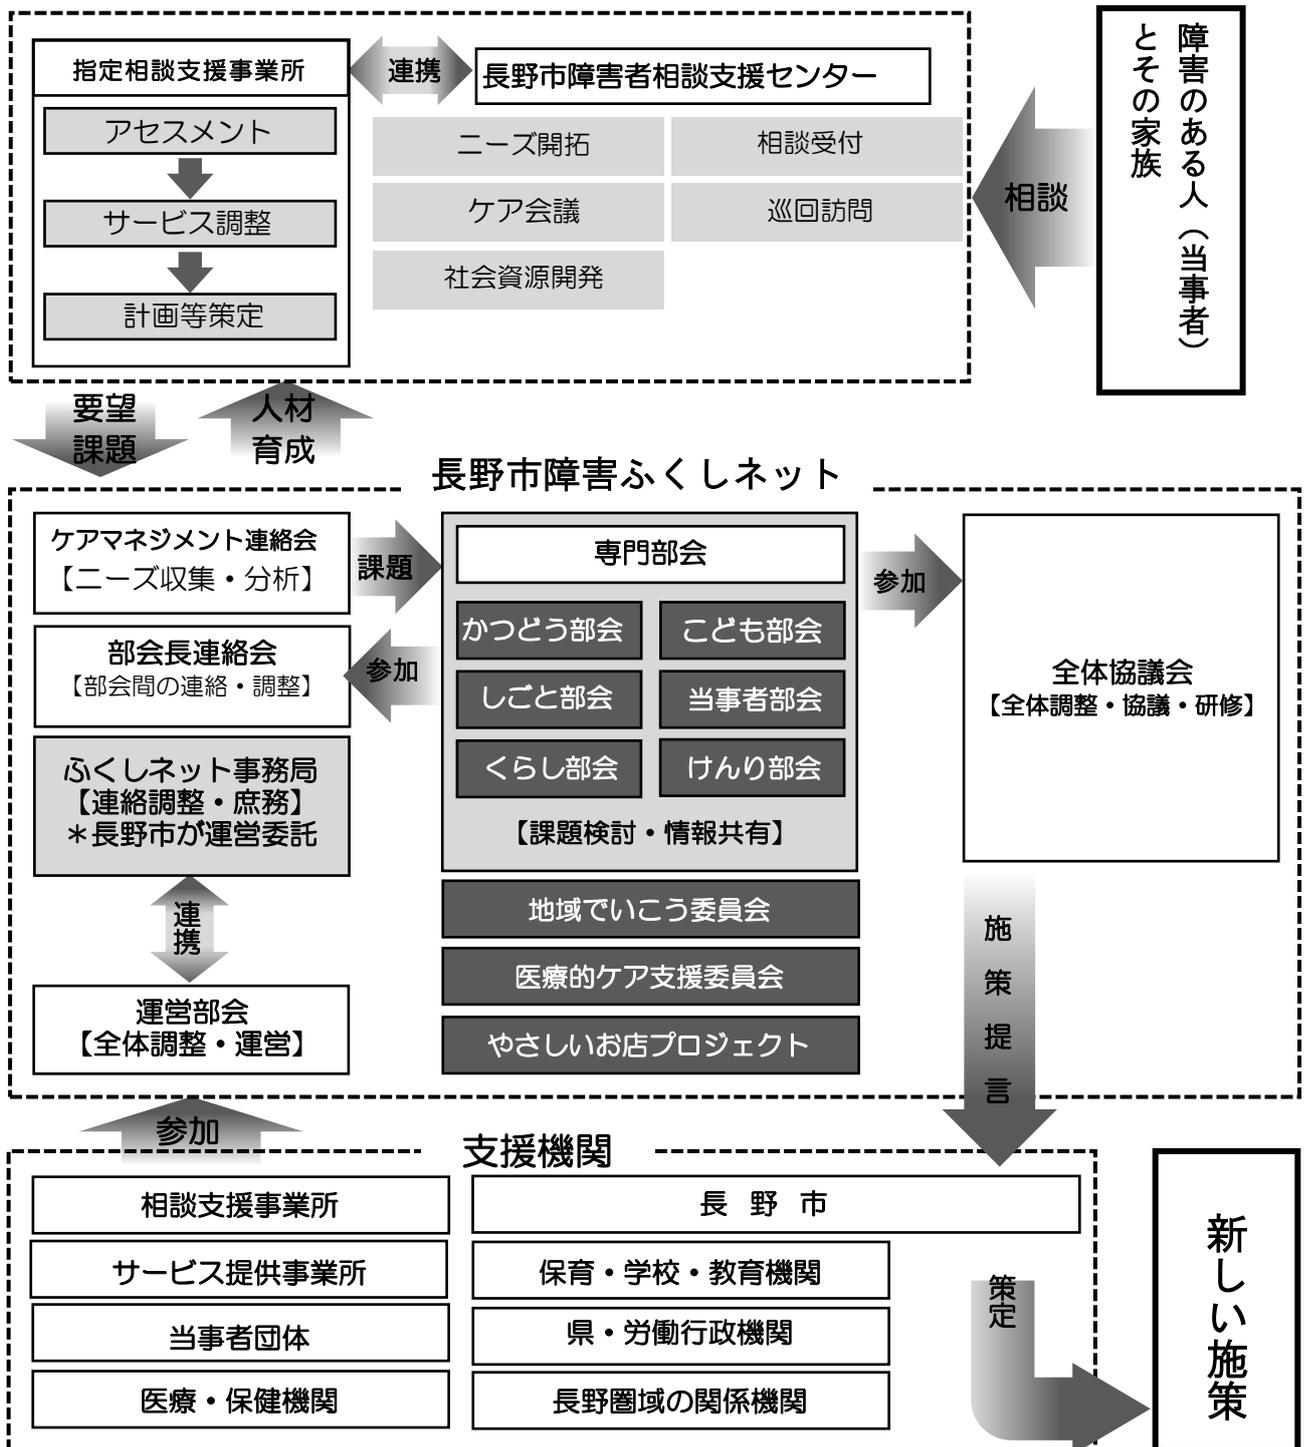 指定相談支援事業所
連携
長野市障害者相談支援センター
アセスメント
サービス調整
計画等策定
ニーズ開拓
相談受付
ケア会議
巡回訪問
社会資源開発
相談
障害のある人（当事者）
とその家族
要望
課題
人材
育成
長野市障害ふくしネット
ケアマネジメント連絡会
【ニーズ収集・分析】
課題
部会長連絡会
【部会間の連絡・調整】
参加
ふくしネット事務局
【連絡調整・庶務】
＊長野市が運営委託
連携
運営部会
【全体調整・運営】
専門部会
かつどう部会
こども部会
しごと部会
当事者部会
くらし部会
けんり部会
【課題検討・情報共有】
地域でいこう委員会
医療的ケア支援委員会
やさしいお店プロジェクト
参加
全体協議会
【全体調整・協議・研修】
施策提言
参加
支援機関
相談支援事業所
長 野 市
サービス提供事業所
保育・学校・教育機関
当事者団体
県・労働行政機関
医療・保健機関
長野圏域の関係機関
策定
新しい施策